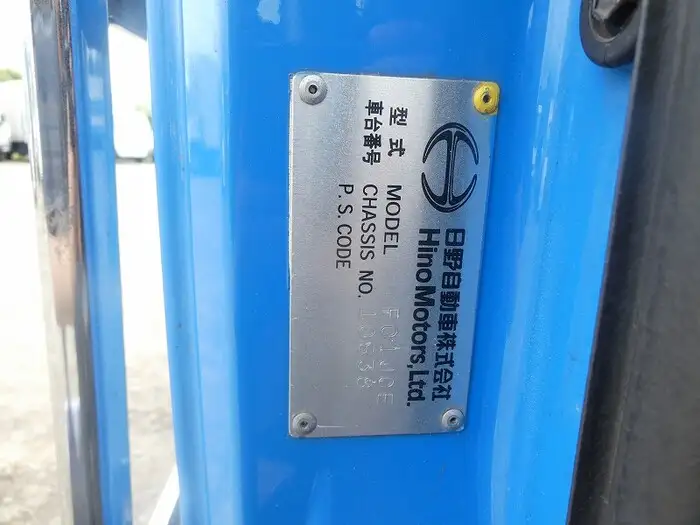 日野自動車株式会社
HinoMotors,Ltd.
型式 MODEL
車台番号 CHASSIS NO.
P.S.CODE